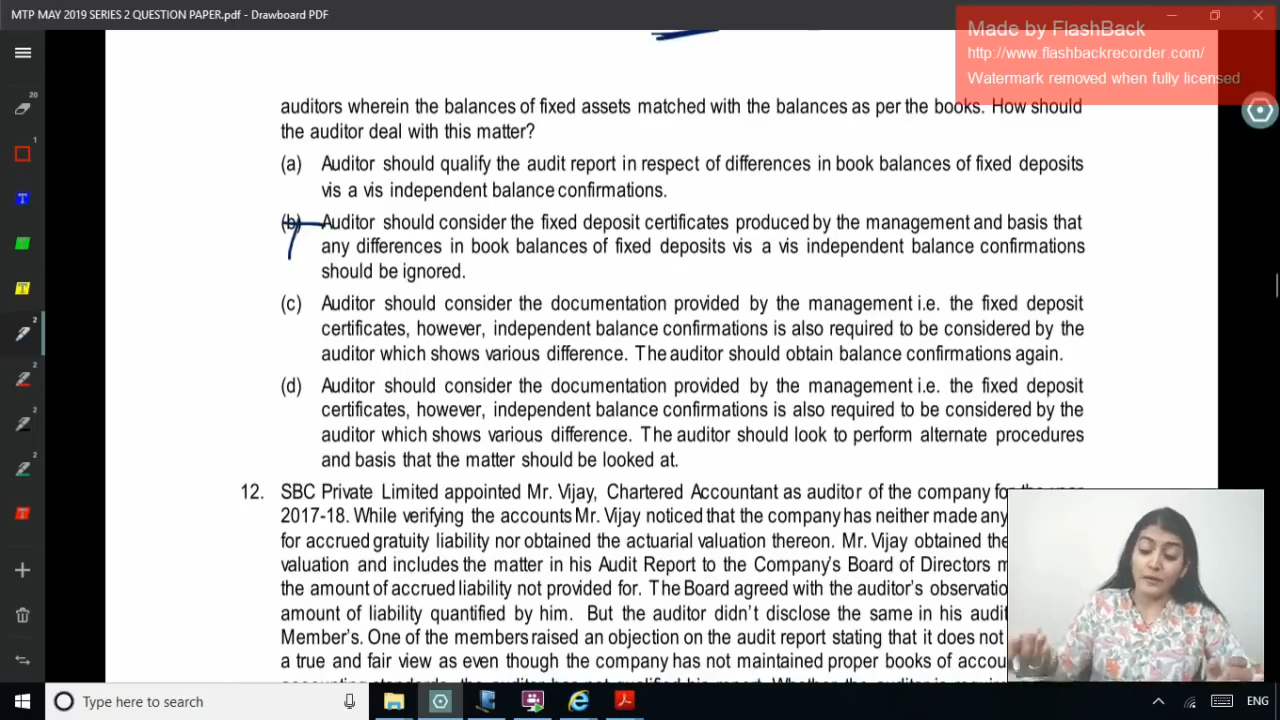 MTP MAY 2019 SERIES 2 QUESTION PAPER.pdf - Drawboard PDF
Made by FlashBack
http://www.flashbackrecorder.com/
Watermark removed when fully licensed
auditors wherein the balances of fixed assets matched with the balances as per the books. How should
the auditor deal with this matter?
(a) Auditor should qualify the audit report in respect of differences in book balances of fixed deposits
vis a vis independent balance confirmations.
(b) Auditor should consider the fixed deposit certificates produced by the management and basis that
any differences in book balances of fixed deposits vis a vis independent balance confirmations
should be ignored.
(c) Auditor should consider the documentation provided by the management i.e. the fixed deposit
certificates, however, independent balance confirmations is also required to be considered by the
auditor which shows various difference. The auditor should obtain balance confirmations again.
(d) Auditor should consider the documentation provided by the management i.e. the fixed deposit
certificates, however, independent balance confirmations is also required to be considered by the
auditor which shows various difference. The auditor should look to perform alternate procedures
and basis that the matter should be looked at.
12. SBC Private Limited appointed Mr. Vijay, Chartered Accountant as auditor of the company for the year
2017-18. While verifying the accounts Mr. Vijay noticed that the company has neither made any
for accrued gratuity liability nor obtained the actuarial valuation thereon. Mr. Vijay obtained the
valuation and includes the matter in his Audit Report to the Company's Board of Directors m
the amount of accrued liability not provided for. The Board agreed with the auditor's observatio
amount of liability quantified by him. But the auditor didn't disclose the same in his audit
Member's. One of the members raised an objection on the audit report stating that it does not
a true and fair view as even though the company has not maintained proper books of accou
20
1
T
T
2
2
2
2
T
Type here to search
ENG